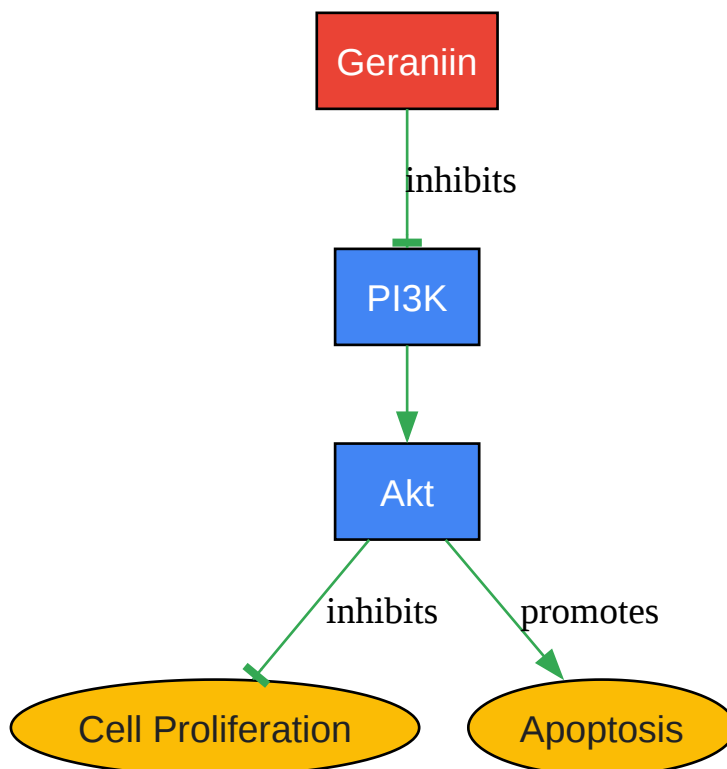 Geraniin
inhibits
PI3K
Akt
inhibits
promotes
Cell Proliferation
Apoptosis